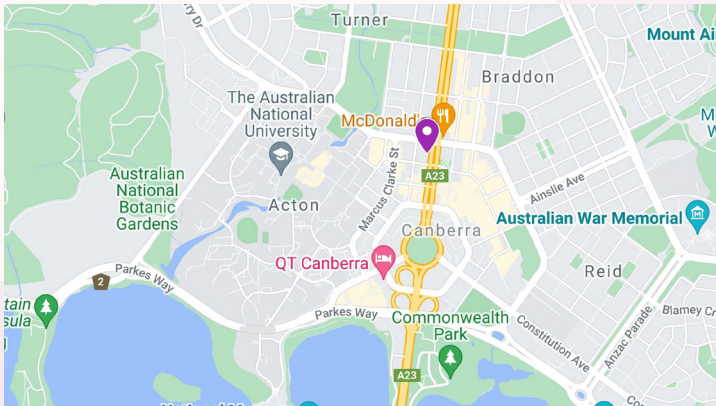 Turner
Mount Ai
Braddon
The Australian
National
University
McDonald's
Australian
National
Botanic
Gardens
Marcus Clarke St
A23
Ainslie Ave
Acton
Australian War Memorial
Canberra
QT Canberra
Reid
Parkes Way
2
Parkes Way
Commonwealth
Park
Constitution Ave
Anzac Parade
Blamey Cr
A23